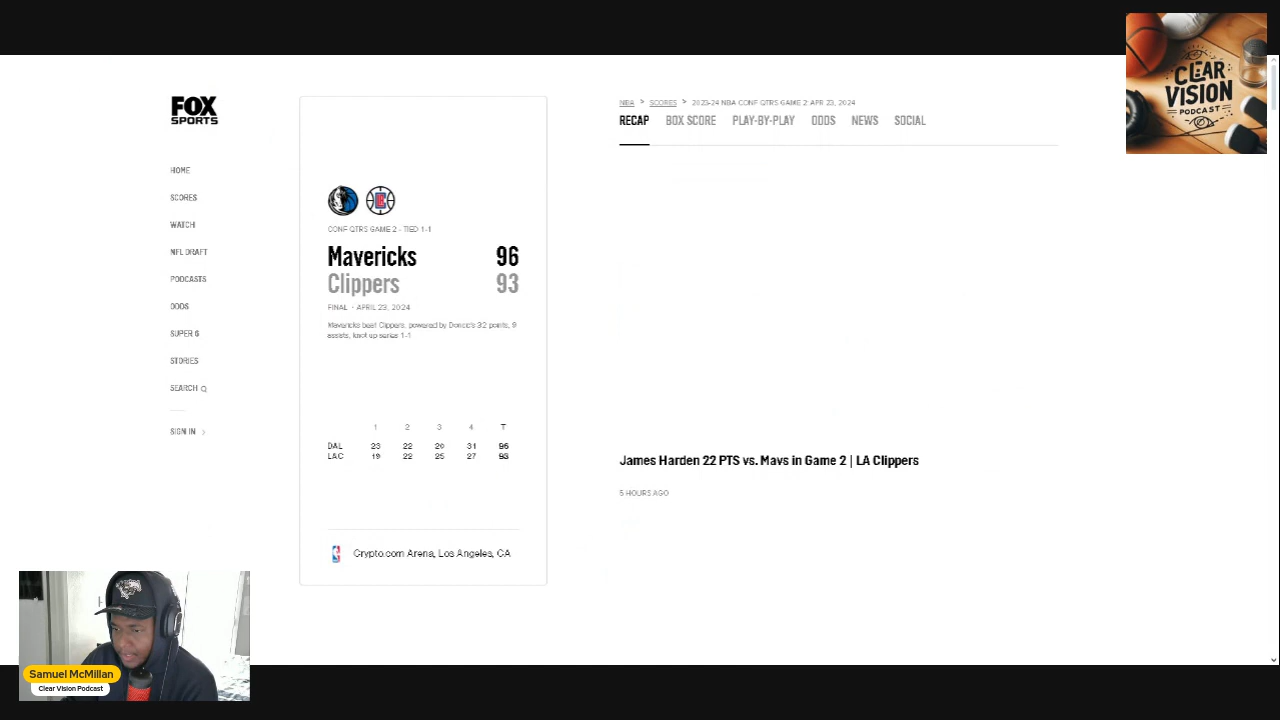 FOX
SPORTS
HOME
SCORES
WATCH
NFL DRAFT
PODCASTS
ODDS
SUPER 6
STORIES
SEARCH
SIGN IN
CONF QTRS GAME 2 - TIED 1-1
Mavericks 96
Clippers 93
FINAL - APRIL 23, 2024
Mavericks beat Clippers, powered by Doncic's 32 points, 9
assists, knot up series 1-1
1 2 3 4 T
DAL 23 22 20 31 96
LAC 19 22 25 27 93
Crypto.com Arena, Los Angeles, CA
NBA > SCORES > 2023-24 NBA CONF QTRS GAME 2: APR 23, 2024
RECAP BOX SCORE PLAY-BY-PLAY ODDS NEWS SOCIAL
James Harden 22 PTS vs. Mavs in Game 2 | LA Clippers
5 HOURS AGO
CLEAR
VISION
PODCAST
Samuel McMillan
Clear Vision Podcast